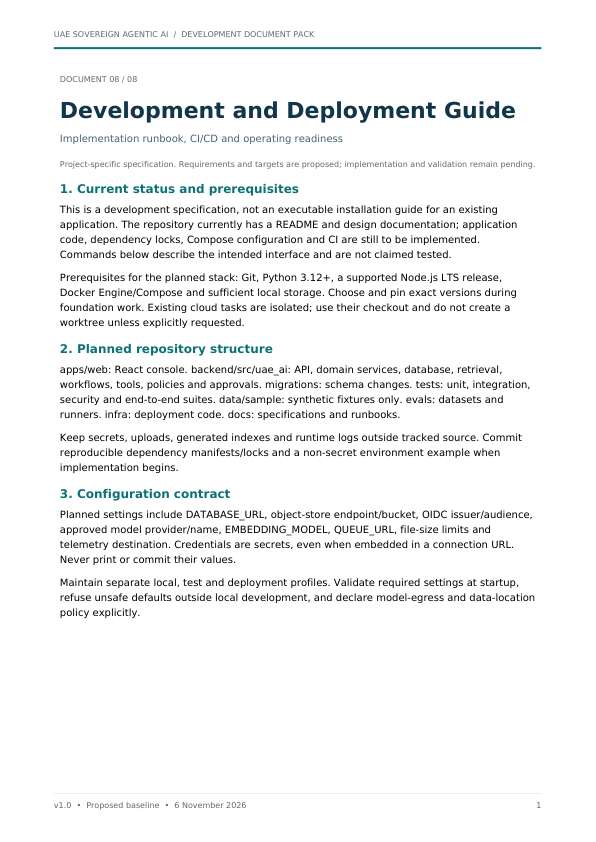 UAE SOVEREIGN AGENTIC AI / DEVELOPMENT DOCUMENT PACK
DOCUMENT 08 / 08
Development and Deployment Guide
Implementation runbook, CI/CD and operating readiness
Project-specific specification. Requirements and targets are proposed; implementation and validation remain pending.
1. Current status and prerequisites
This is a development specification, not an executable installation guide for an existing
application. The repository currently has a README and design documentation; application
code, dependency locks, Compose configuration and CI are still to be implemented.
Commands below describe the intended interface and are not claimed tested.
Prerequisites for the planned stack: Git, Python 3.12+, a supported Node.js LTS release,
Docker Engine/Compose and sufficient local storage. Choose and pin exact versions during
foundation work. Existing cloud tasks are isolated; use their checkout and do not create a
worktree unless explicitly requested.
2. Planned repository structure
apps/web: React console. backend/src/uae_ai: API, domain services, database, retrieval,
workflows, tools, policies and approvals. migrations: schema changes. tests: unit, integration,
security and end-to-end suites. data/sample: synthetic fixtures only. evals: datasets and
runners. infra: deployment code. docs: specifications and runbooks.
Keep secrets, uploads, generated indexes and runtime logs outside tracked source. Commit
reproducible dependency manifests/locks and a non-secret environment example when
implementation begins.
3. Configuration contract
Planned settings include DATABASE_URL, object-store endpoint/bucket, OIDC issuer/audience,
approved model provider/name, EMBEDDING_MODEL, QUEUE_URL, file-size limits and
telemetry destination. Credentials are secrets, even when embedded in a connection URL.
Never print or commit their values.
Maintain separate local, test and deployment profiles. Validate required settings at startup,
refuse unsafe defaults outside local development, and declare model-egress and data-location
policy explicitly.
v1.0 • Proposed baseline • 6 November 2026
1